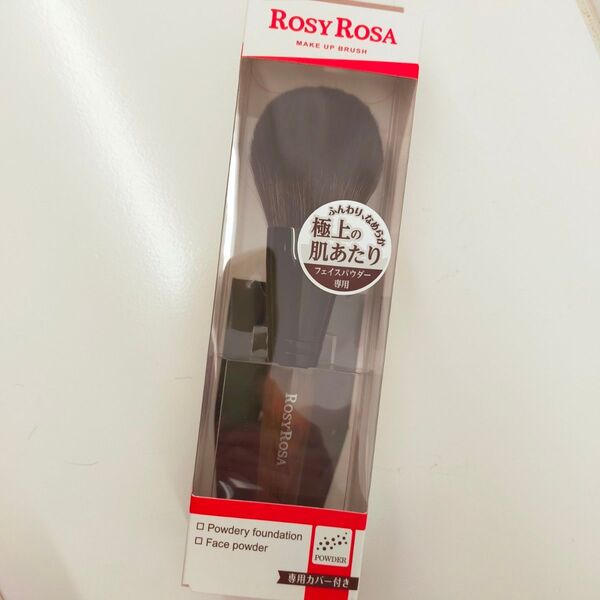 ROSY ROSA
MAKE UP BRUSH
ふんわり、なめらか
極上の
肌あたり
フェイスパウダー
専用
ROSYROSA
□ Powdery foundation
□ Face powder
POWDER
専用カバー付き